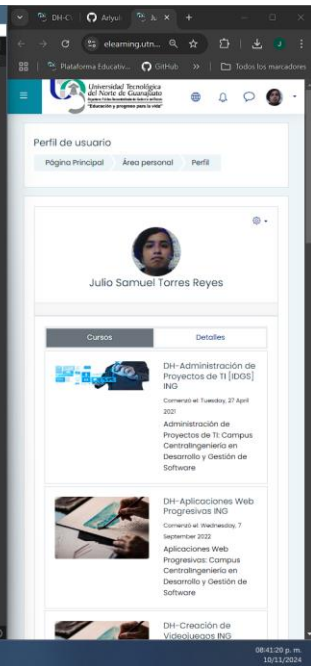 DH-C
Ariyul
elearning.utn...
Plataforma Educativ...
GitHub
»
Todos los marcadores
Universidad Tecnológica
del Norte de Guanajuato
"Educación y progreso para la vida"
Perfil de usuario
Página Principal
Área personal
Perfil
Julio Samuel Torres Reyes
Cursos
Detalles
DH-Administración de
Proyectos de TI [IDGS]
ING
Comenzó el: Tuesday, 27 April
2021
Administración de
Proyectos de TI: Campus
CentralIngeniería en
Desarrollo y Gestión de
Software
DH-Aplicaciones Web
Progresivas ING
Comenzó el: Wednesday, 7
September 2022
Aplicaciones Web
Progresivas: Campus
CentralIngeniería en
Desarrollo y Gestión de
Software
DH-Creación de
Videojuegos ING
08:41:20 p. m.
10/11/2024